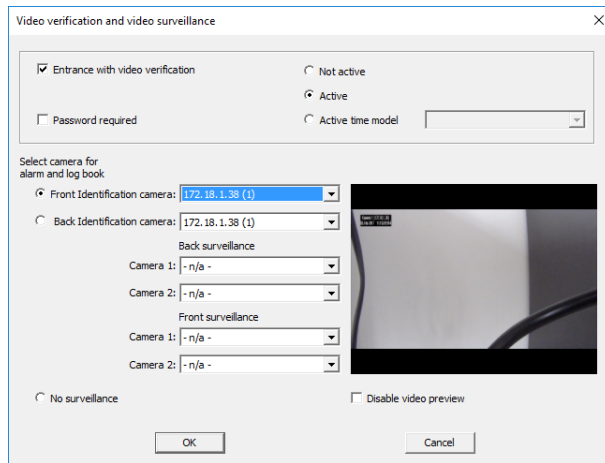 Video verification and video surveillance
Entrance with video verification
Not active
Active
Password required
Active time model
Select camera for
alarm and log book
Front Identification camera: 172.18.1.38 (1)
Back Identification camera: 172.18.1.38 (1)
Back surveillance
Camera 1: - n/a -
Camera 2: - n/a -
Front surveillance
Camera 1: - n/a -
Camera 2: - n/a -
No surveillance
Disable video preview
OK
Cancel